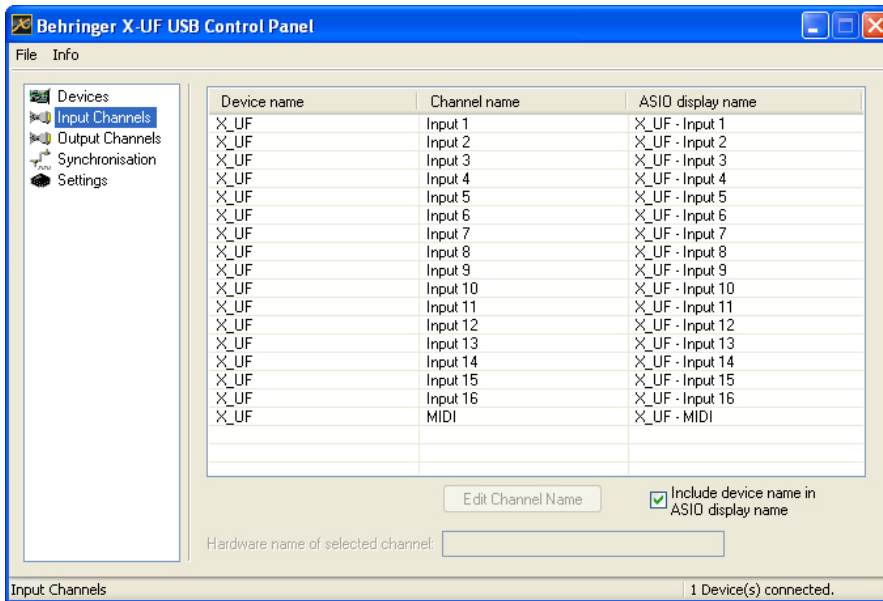 Behringer X-UF USB Control Panel
File Info
Devices
Input Channels
Output Channels
Synchronisation
Settings
Device name Channel name ASIO display name
X_UF Input 1 X_UF - Input 1
X_UF Input 2 X_UF - Input 2
X_UF Input 3 X_UF - Input 3
X_UF Input 4 X_UF - Input 4
X_UF Input 5 X_UF - Input 5
X_UF Input 6 X_UF - Input 6
X_UF Input 7 X_UF - Input 7
X_UF Input 8 X_UF - Input 8
X_UF Input 9 X_UF - Input 9
X_UF Input 10 X_UF - Input 10
X_UF Input 11 X_UF - Input 11
X_UF Input 12 X_UF - Input 12
X_UF Input 13 X_UF - Input 13
X_UF Input 14 X_UF - Input 14
X_UF Input 15 X_UF - Input 15
X_UF Input 16 X_UF - Input 16
X_UF MIDI X_UF - MIDI
Edit Channel Name
Include device name in
ASIO display name
Hardware name of selected channel:
Input Channels 1 Device(s) connected.